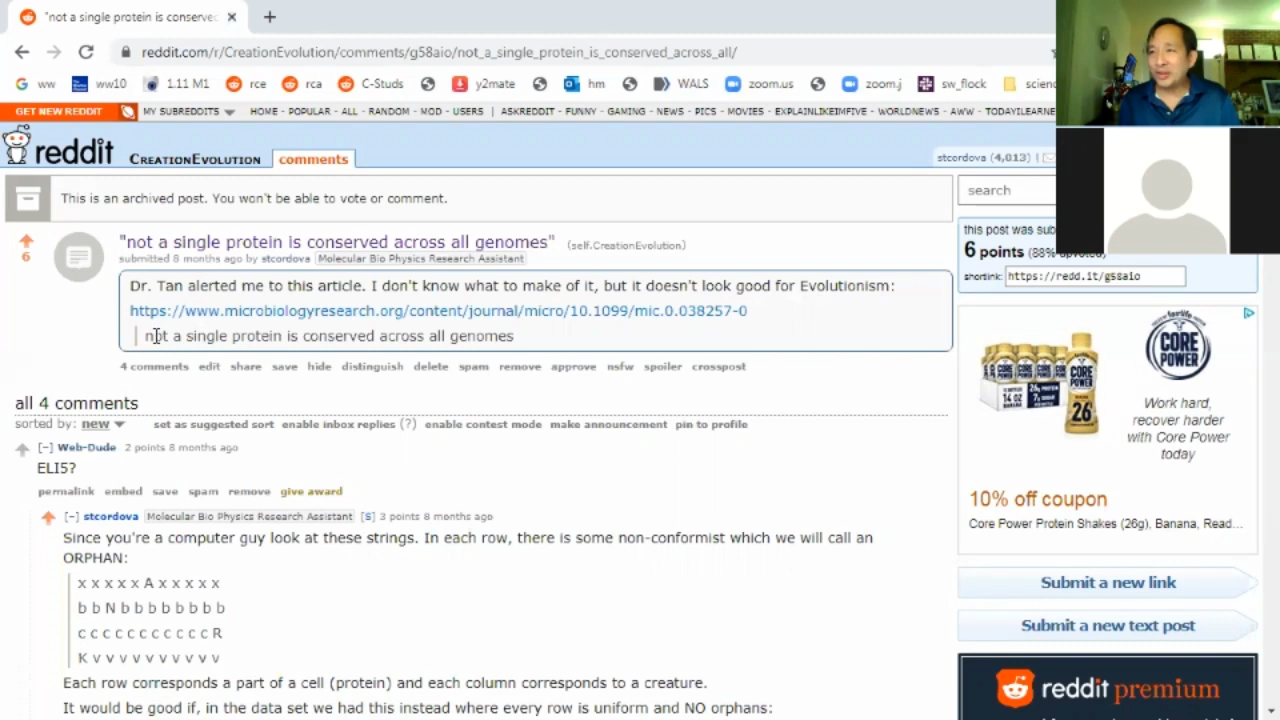 "not a single protein is conserved
reddit.com/r/CreationEvolution/comments/g58aio/not_a_single_protein_is_conserved_across_all/
ww
ww10
1.11 M1
rce
rca
C-Studs
y2mate
hm
WALS
zoom.us
zoom.j
sw_flock
scienc
GET NEW REDDIT
MY SUBREDDITS
HOME - POPULAR - ALL - RANDOM - MOD - USERS | ASKREDDIT - FUNNY - GAMING - NEWS - PICS - MOVIES - EXPLAINLIKEIMFIVE - WORLDNEWS - AWW - TODAYILEARNE
reddit CREATIONEVOLUTION comments
stcordova (4,013) |
This is an archived post. You won't be able to vote or comment.
search
6
"not a single protein is conserved across all genomes" (self.CreationEvolution)
submitted 8 months ago by stcordova Molecular Bio Physics Research Assistant
Dr. Tan alerted me to this article. I don't know what to make of it, but it doesn't look good for Evolutionism:
https://www.microbiologyresearch.org/content/journal/micro/10.1099/mic.0.038257-0
not a single protein is conserved across all genomes
4 comments edit share save hide distinguish delete spam remove approve nsfw spoiler crosspost
this post was sub
6 points (88% upvoted)
shortlink: https://redd.it/g58aio
all 4 comments
sorted by: new set as suggested sort enable inbox replies (?) enable contest mode make announcement pin to profile
[–] Web-Dude 2 points 8 months ago
ELI5?
permalink embed save spam remove give award
[–] stcordova Molecular Bio Physics Research Assistant [S] 3 points 8 months ago
Since you're a computer guy look at these strings. In each row, there is some non-conformist which we will call an
ORPHAN:
x x x x x A x x x x x
b b N b b b b b b b b
c c c c c c c c c c c R
K v v v v v v v v v v
Each row corresponds a part of a cell (protein) and each column corresponds to a creature.
It would be good if, in the data set we had this instead where every row is uniform and NO orphans:
CORE
POWER
Work hard,
recover harder
with Core Power
today
10% off coupon
Core Power Protein Shakes (26g), Banana, Read...
Submit a new link
Submit a new text post
reddit premium